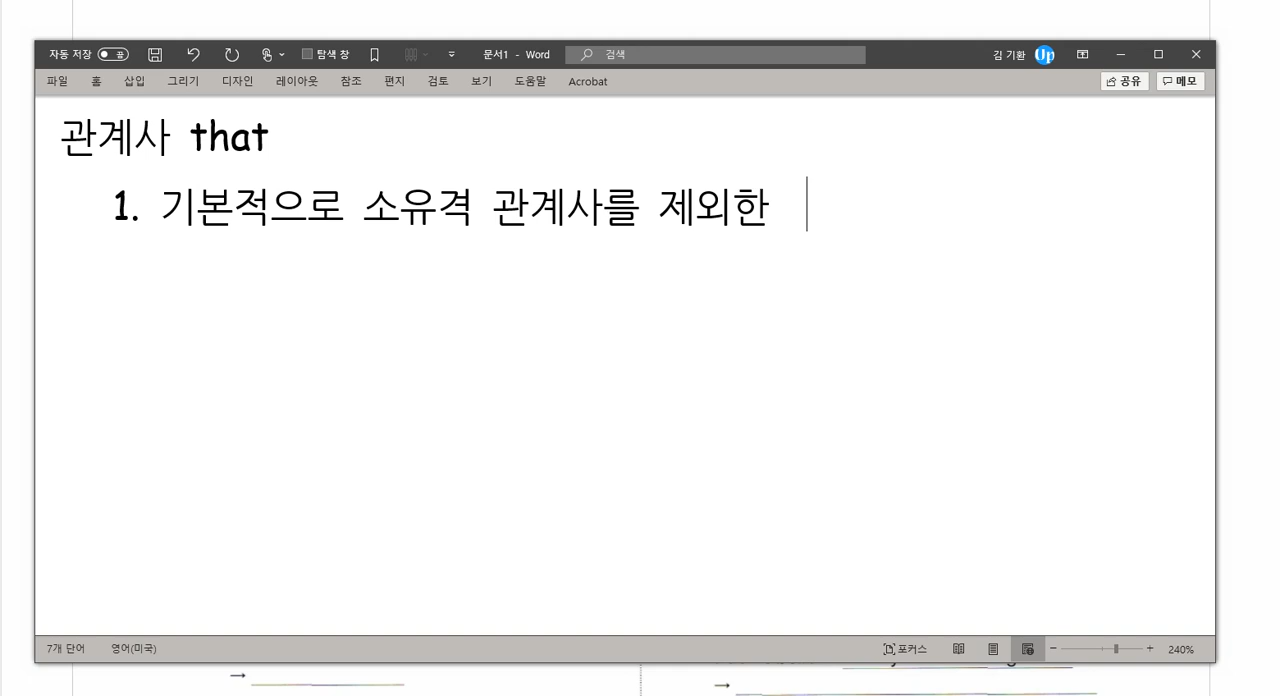 자동 저장 끔 탐색 창 문서1 - Word 검색 김 기환 Up
파일 홈 삽입 그리기 디자인 레이아웃 참조 편지 검토 보기 도움말 Acrobat 공유 메모
관계사 that
1. 기본적으로 소유격 관계사를 제외한
7개 단어 영어(미국) 포커스 240%